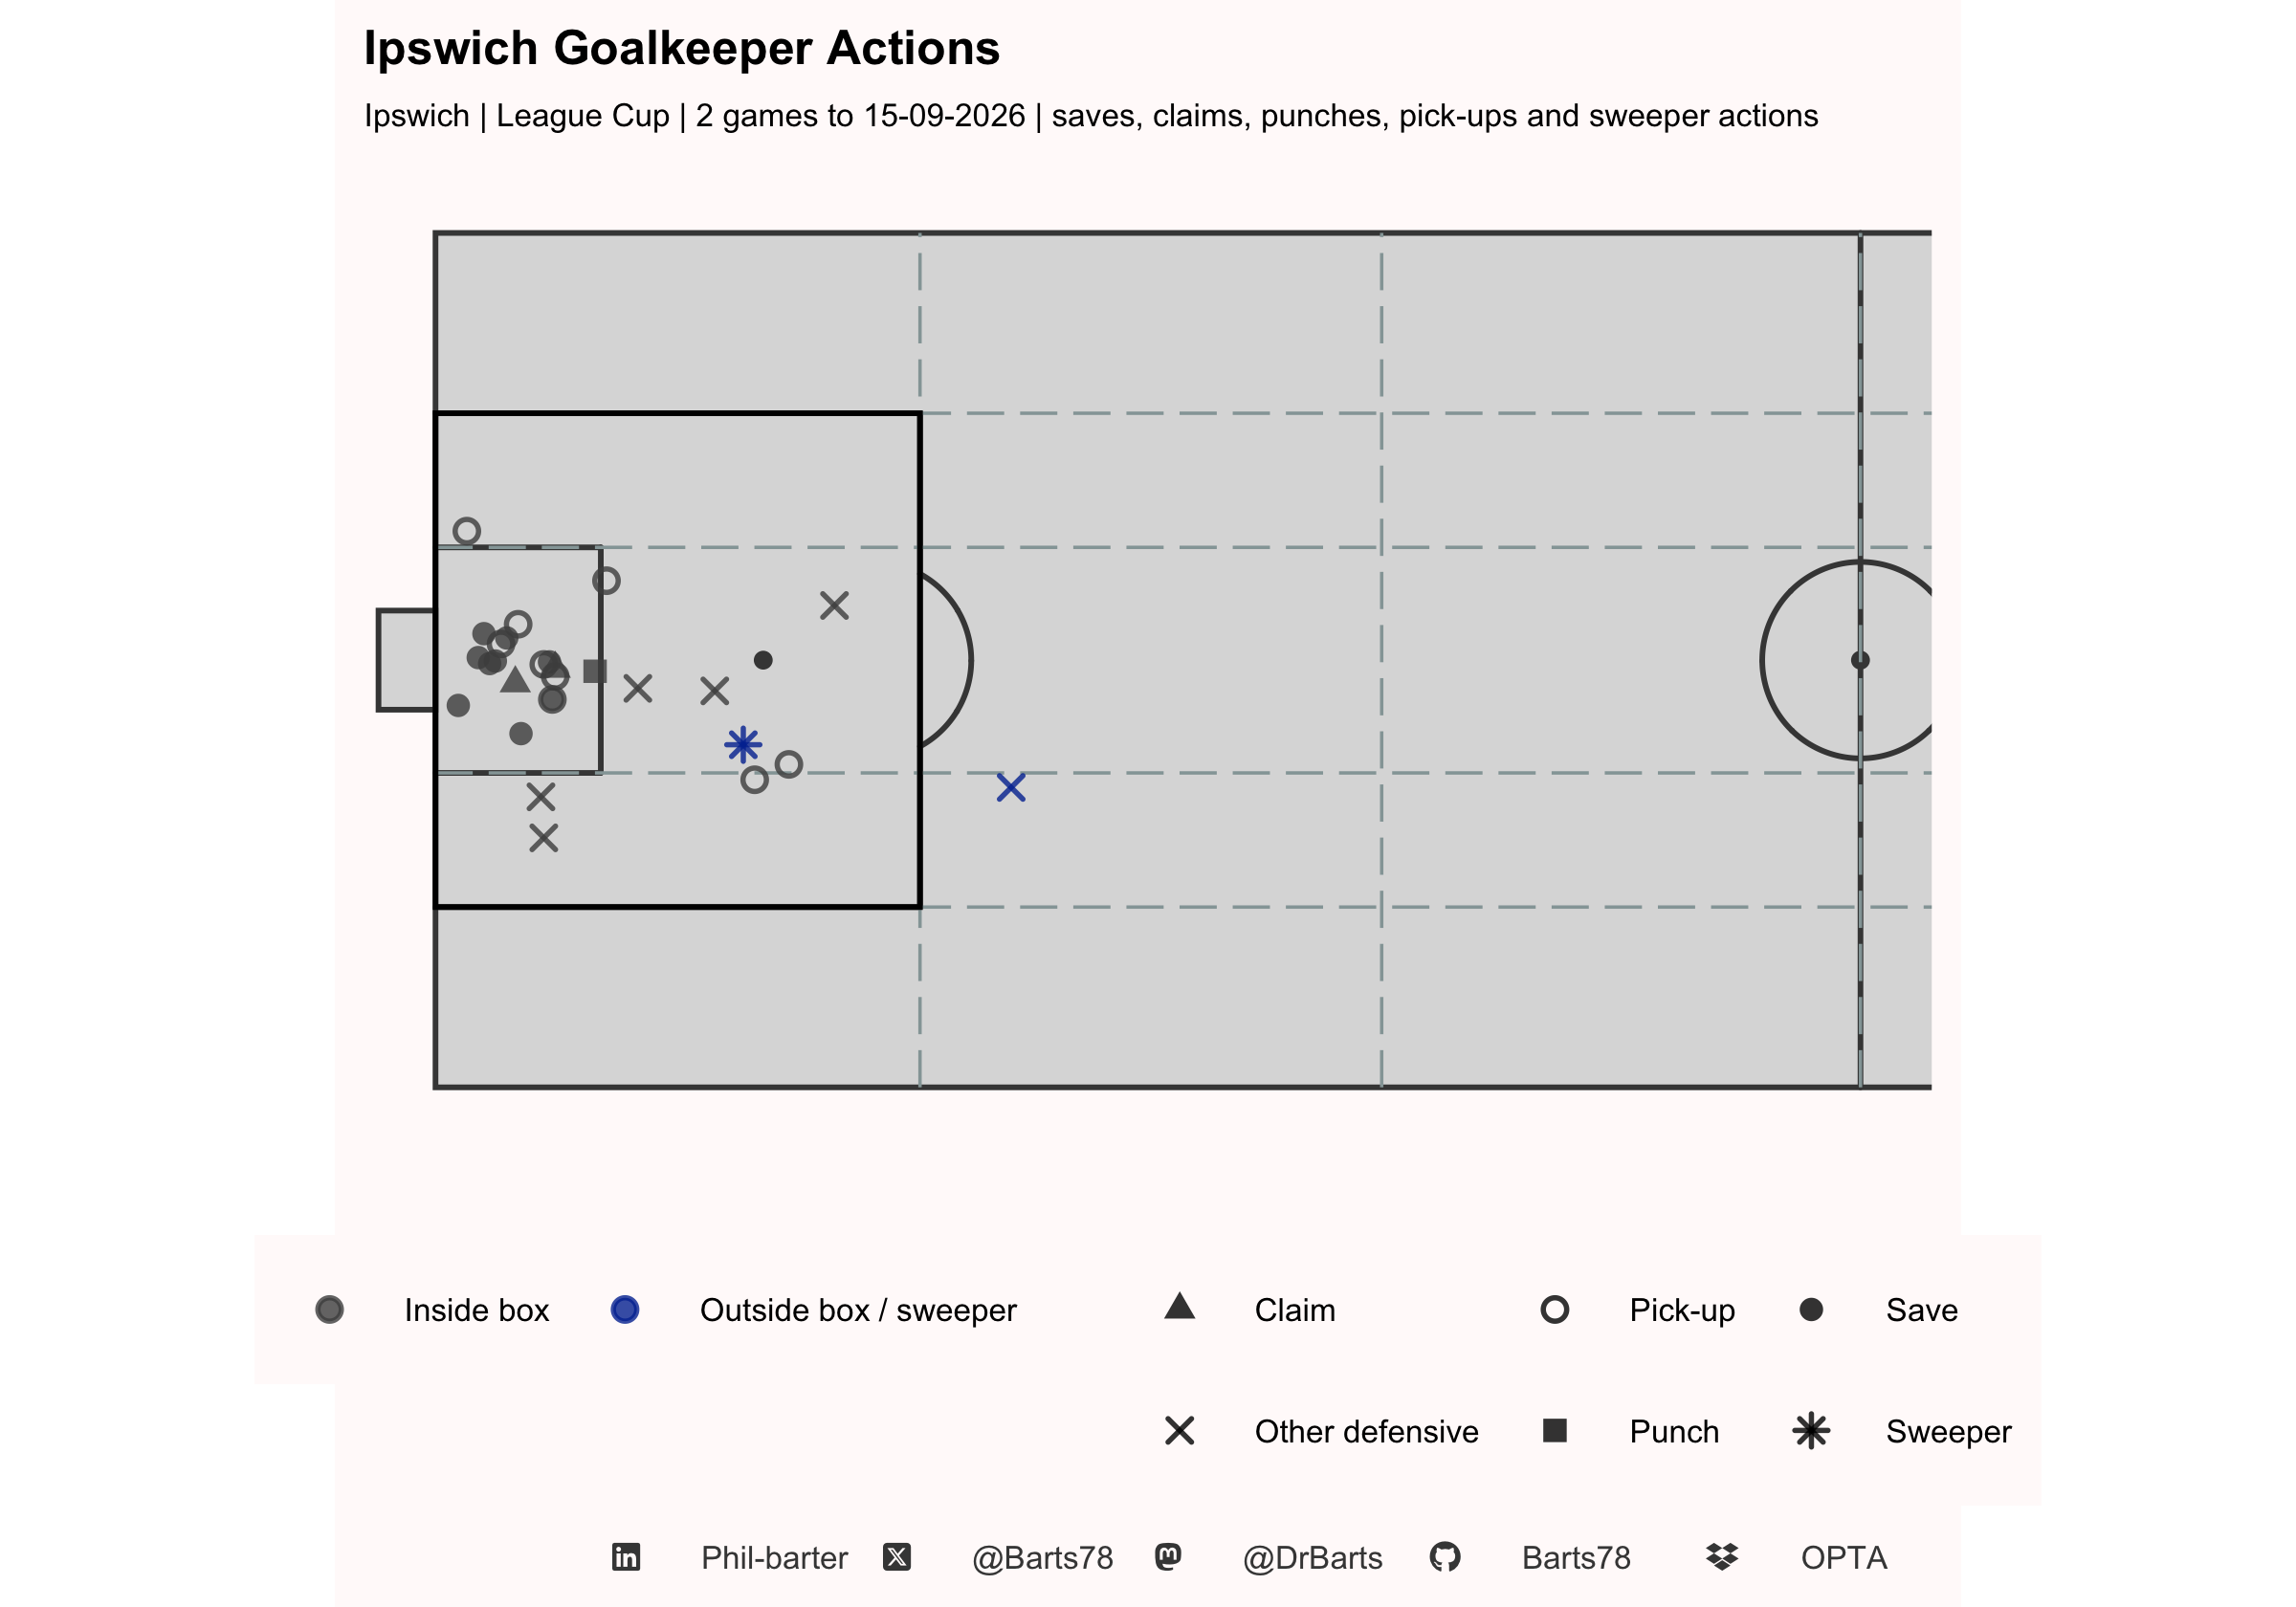 Ipswich Goalkeeper Actions
Ipswich | League Cup | 2 games to 15-09-2026 | saves, claims, punches, pick-ups and sweeper actions
Inside box Outside box / sweeper Claim Pick-up Save
Other defensive Punch Sweeper
in Phil-barter X @Barts78 m @DrBarts Barts78 OPTA